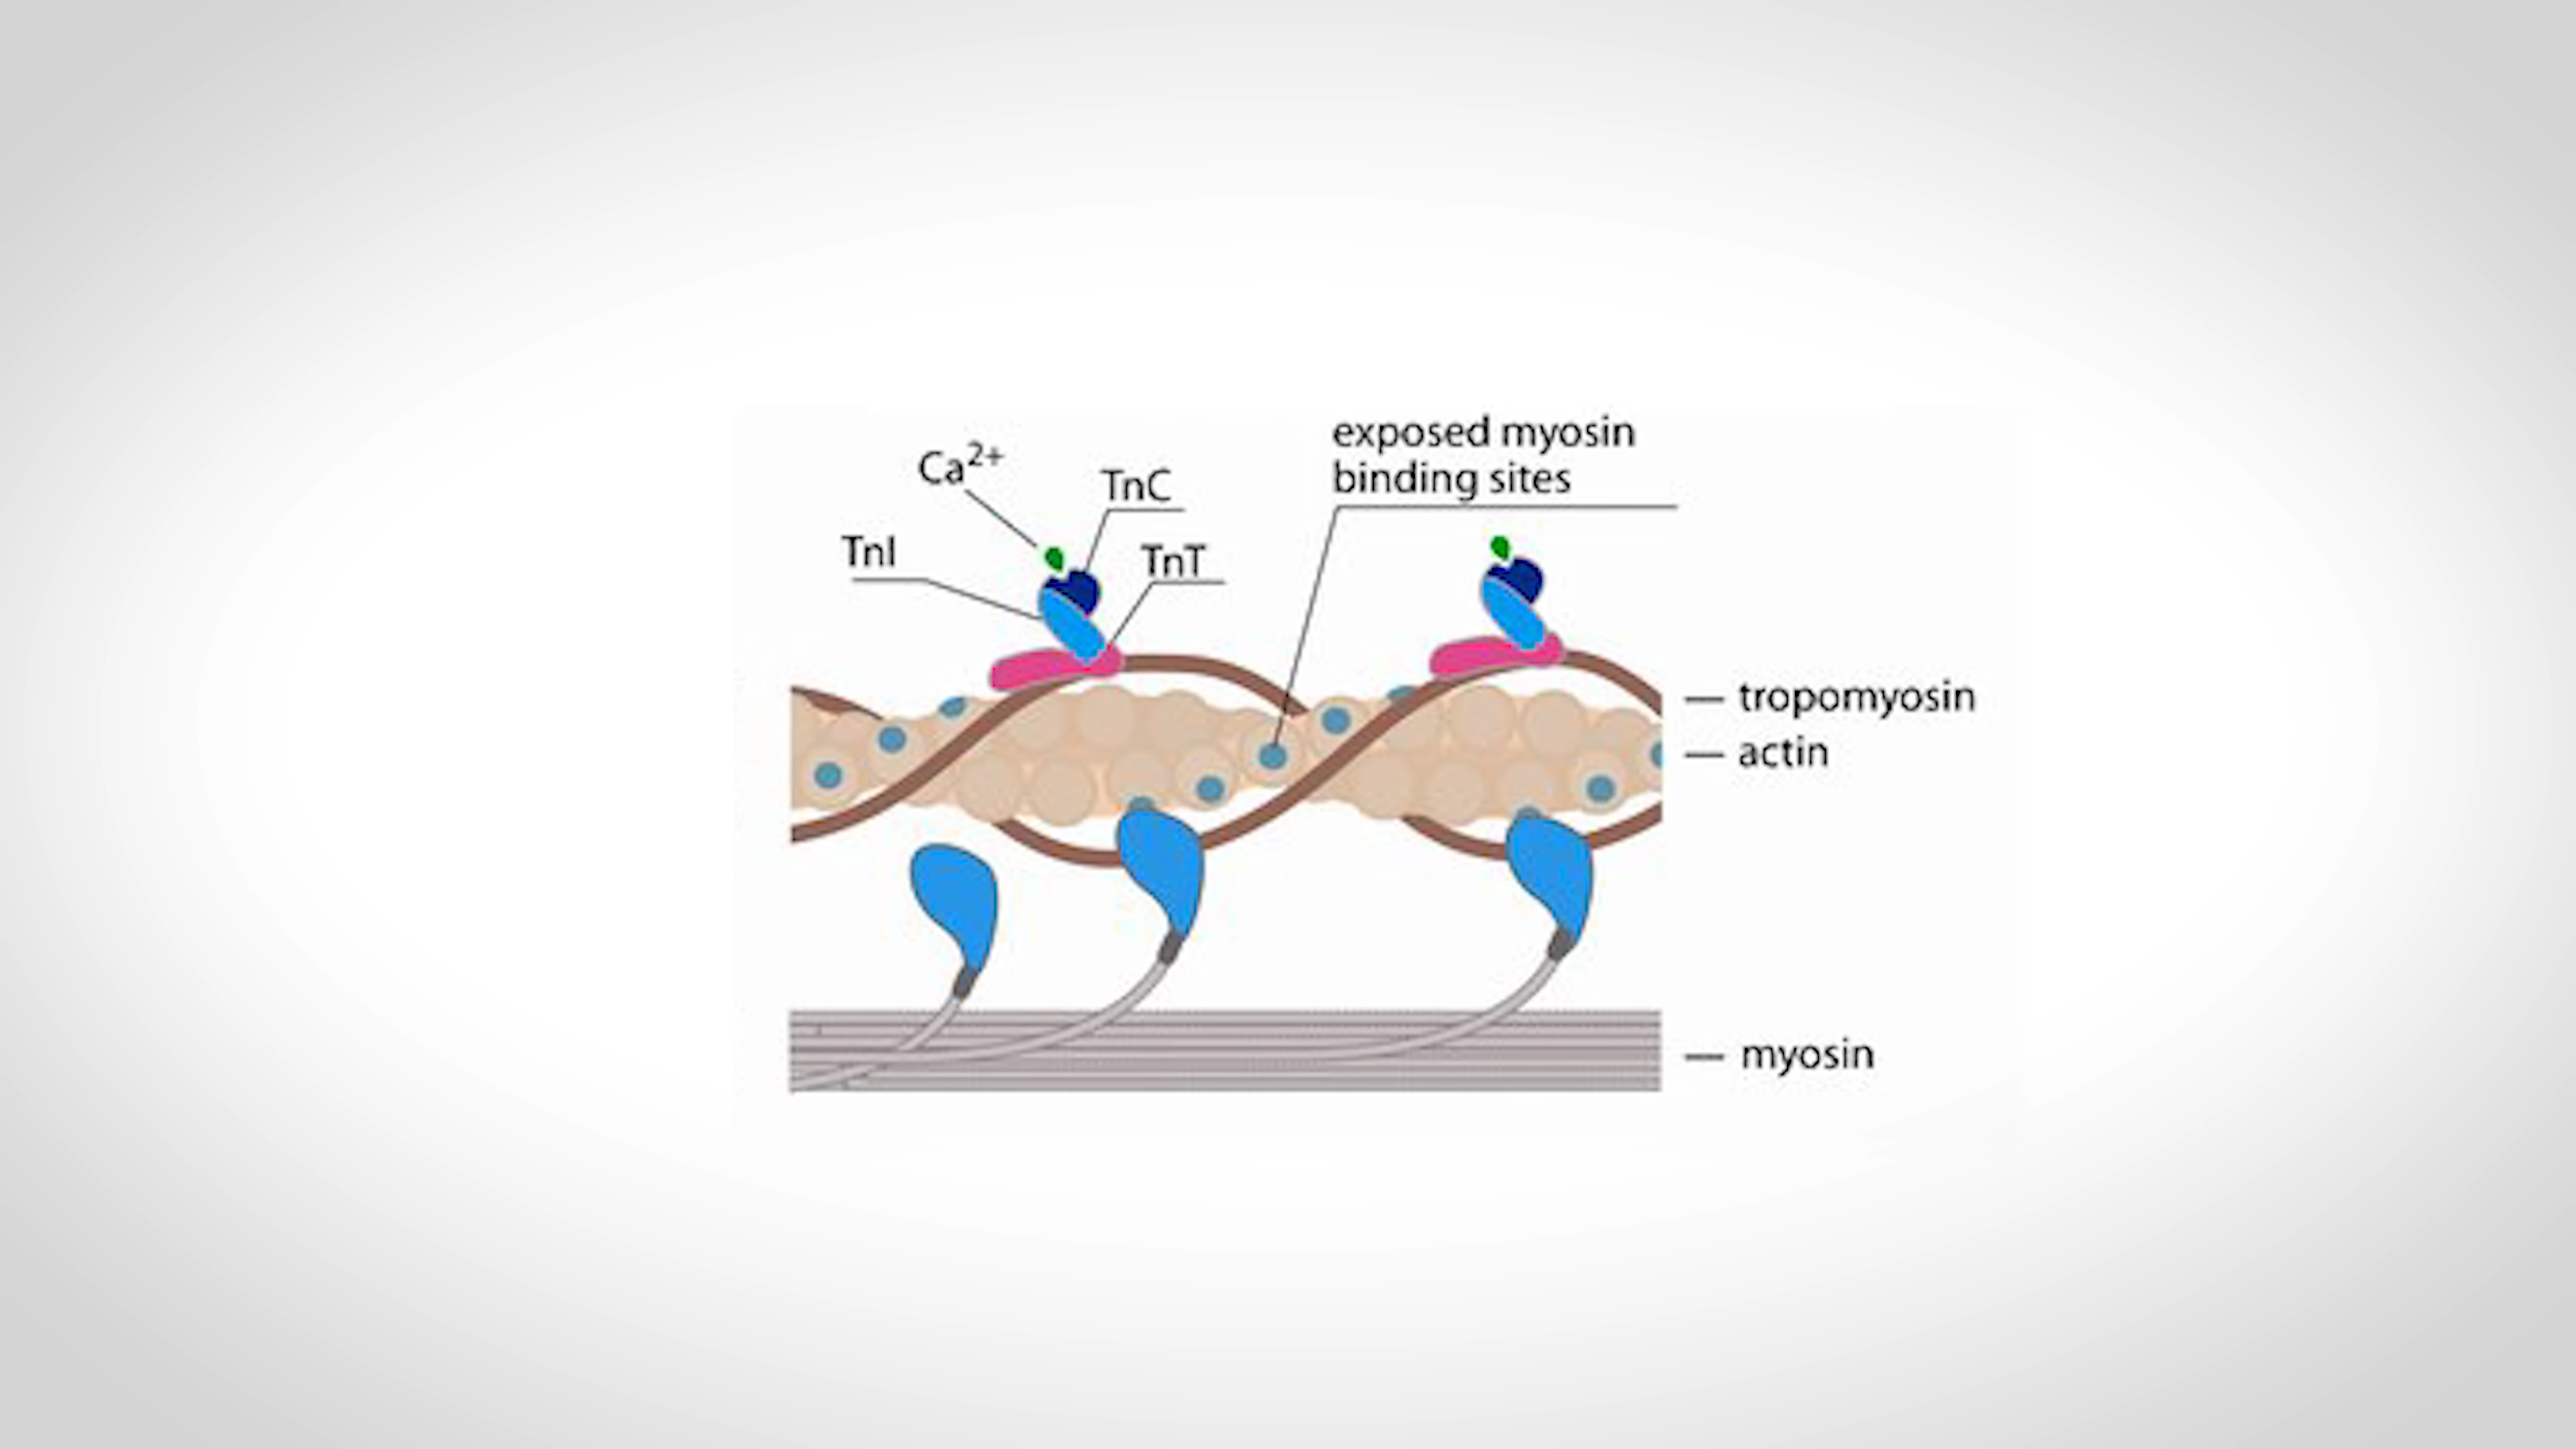 exposed myosin
binding sites
Ca²⁺
TnC
TnI
TnT
tropomyosin
actin
myosin